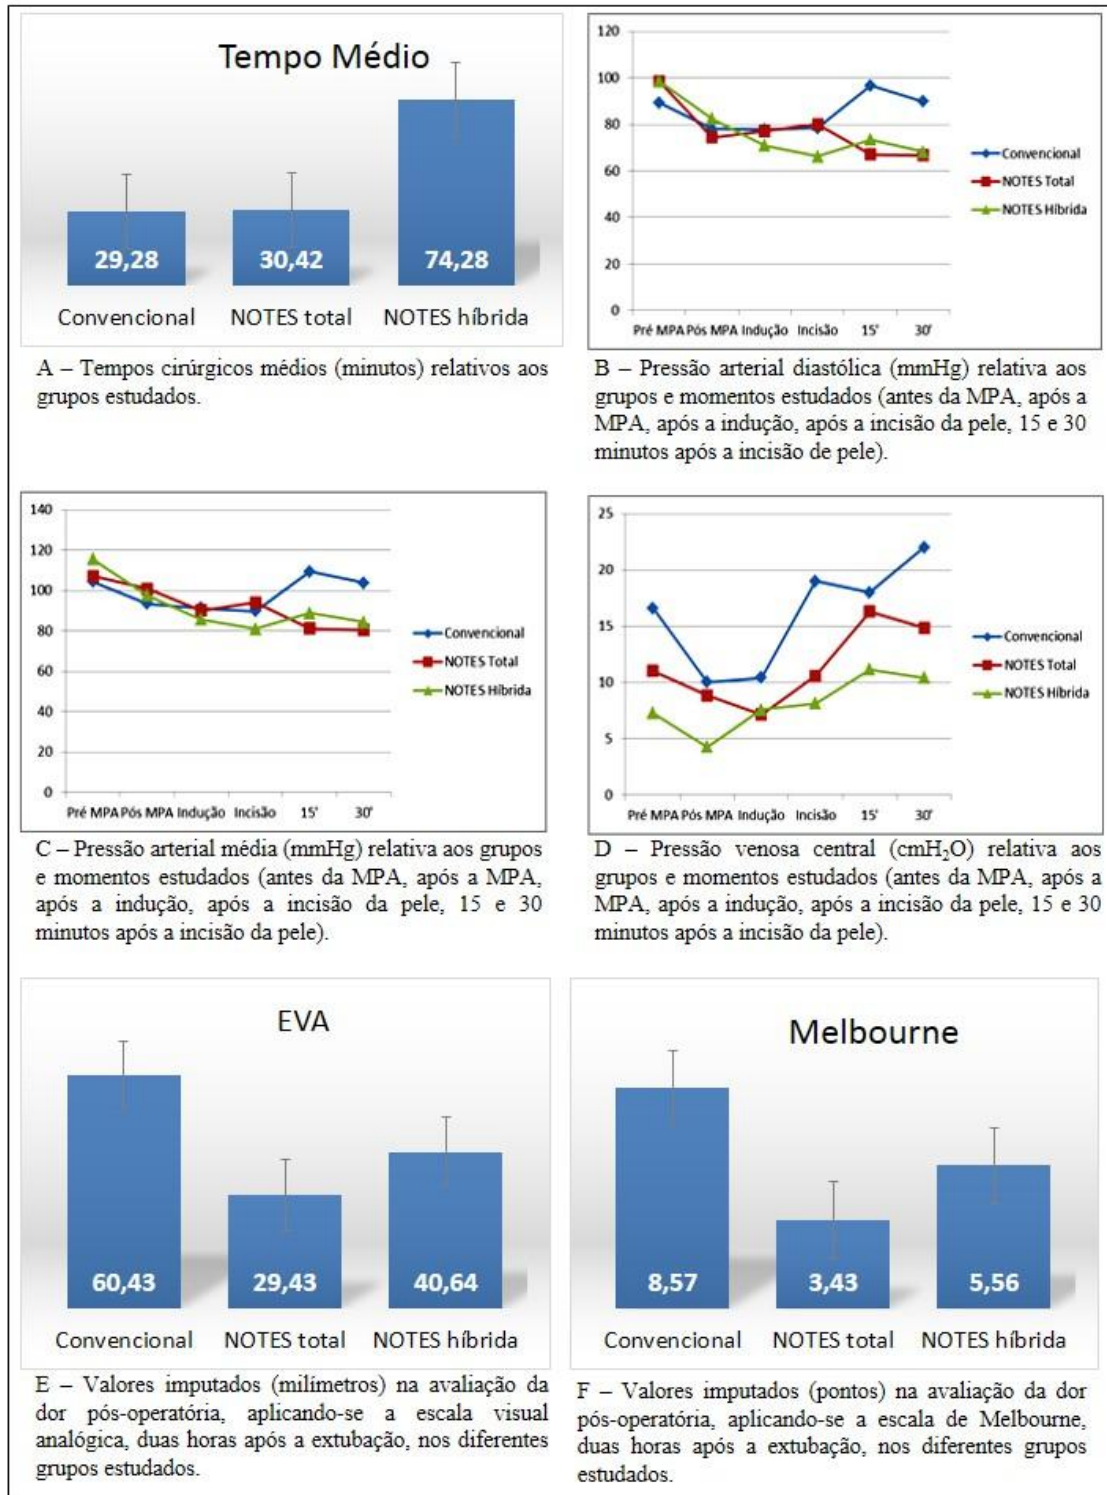 Tempo Médio
29,28
30,42
74,28
Convencional
NOTES total
NOTES híbrida
A – Tempos cirúrgicos médios (minutos) relativos aos
grupos estudados.
120
100
80
60
40
20
0
Pré MPA Pós MPA Indução Incisão 15' 30'
Convencional
NOTES Total
NOTES Híbrida
B – Pressão arterial diastólica (mmHg) relativa aos
grupos e momentos estudados (antes da MPA, após a
MPA, após a indução, após a incisão da pele, 15 e 30
minutos após a incisão de pele).
140
120
100
80
60
40
20
0
Pré MPA Pós MPA Indução Incisão 15' 30'
Convencional
NOTES Total
NOTES Híbrida
C – Pressão arterial média (mmHg) relativa aos grupos
e momentos estudados (antes da MPA, após a MPA,
após a indução, após a incisão da pele, 15 e 30
minutos após a incisão da pele).
25
20
15
10
5
0
Pré MPA Pós MPA Indução Incisão 15' 30'
Convencional
NOTES Total
NOTES Híbrida
D – Pressão venosa central (cmH₂O) relativa aos
grupos e momentos estudados (antes da MPA, após a
MPA, após a indução, após a incisão da pele, 15 e 30
minutos após a incisão da pele).
EVA
60,43
29,43
40,64
Convencional
NOTES total
NOTES híbrida
E – Valores imputados (milímetros) na avaliação da
dor pós-operatória, aplicando-se a escala visual
analógica, duas horas após a extubação, nos diferentes
grupos estudados.
Melbourne
8,57
3,43
5,56
Convencional
NOTES total
NOTES híbrida
F – Valores imputados (pontos) na avaliação da dor
pós-operatória, aplicando-se a escala de Melbourne,
duas horas após a extubação, nos diferentes grupos
estudados.